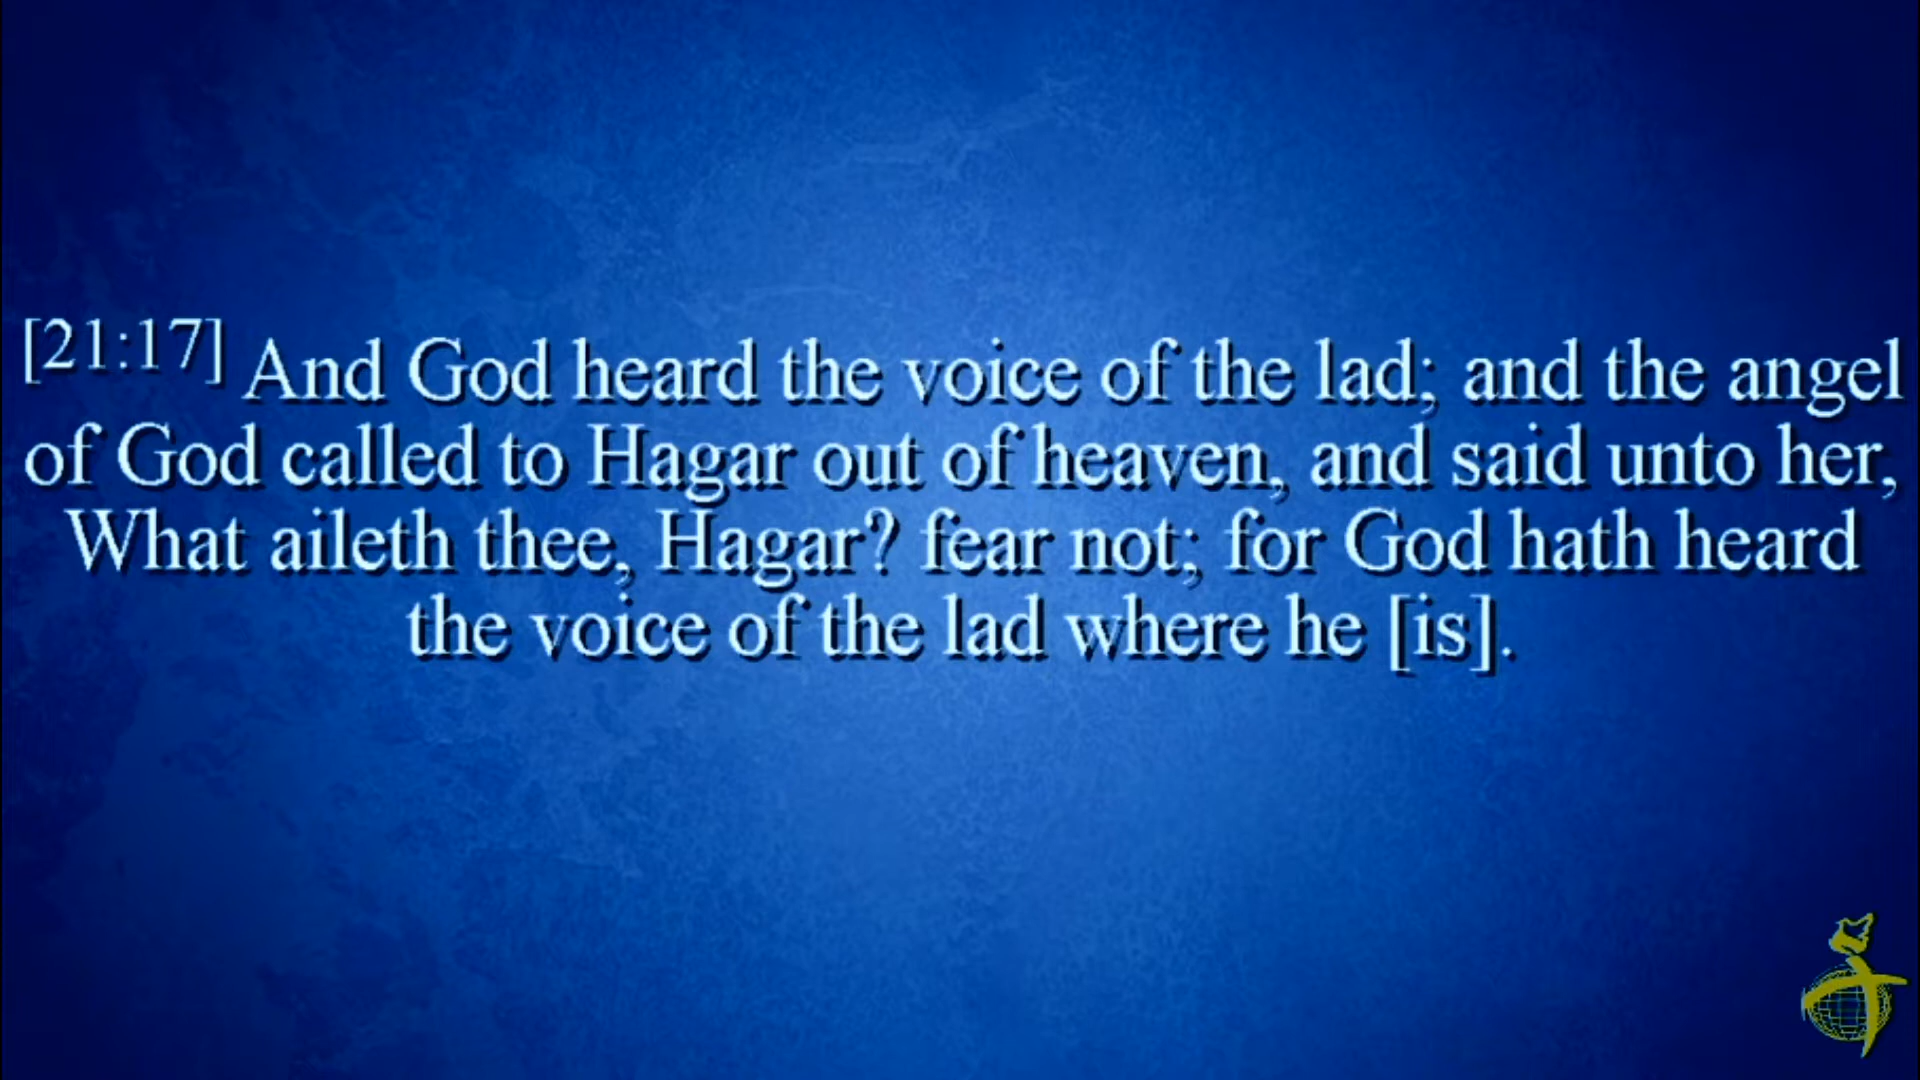 [21:17] And God heard the voice of the lad; and the angel
of God called to Hagar out of heaven, and said unto her,
What aileth thee, Hagar? fear not; for God hath heard
the voice of the lad where he [is].